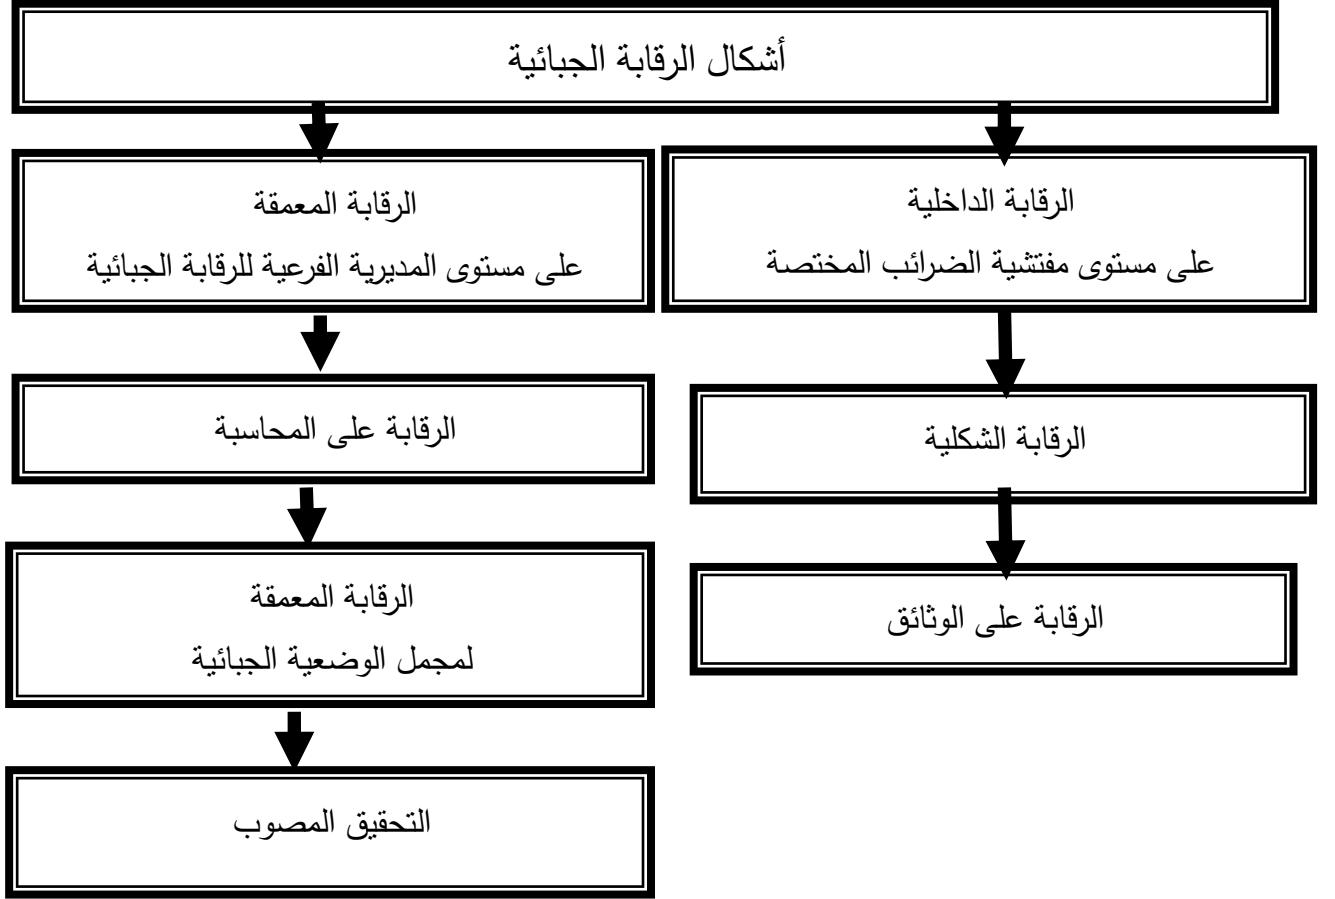 أشكال الرقابة الجبائية
الرقابة الداخلية
على مستوى مفتشية الضرائب المختصة
الرقابة الشكلية
الرقابة على الوثائق
الرقابة المعمقة
على مستوى المديرية الفرعية للرقابة الجبائية
الرقابة على المحاسبة
الرقابة المعمقة
لمجمل الوضعية الجبائية
التحقيق المصوب